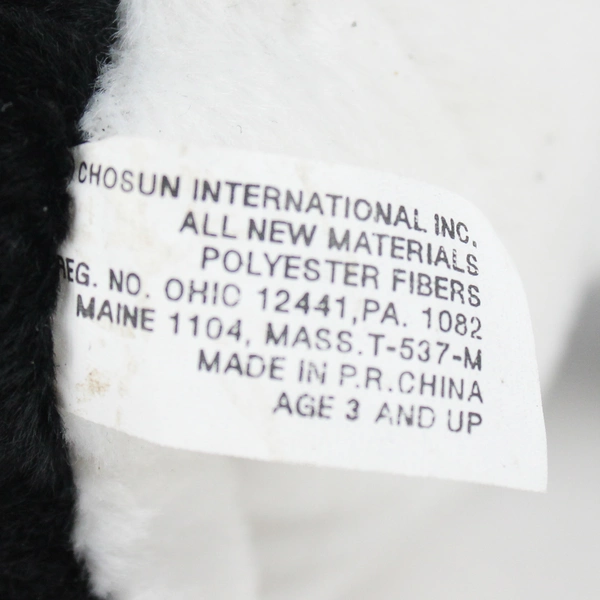 CHOSUN INTERNATIONAL INC.
ALL NEW MATERIALS
POLYESTER FIBERS
REG. NO. OHIO 12441,PA. 1082
MAINE 1104, MASS.T-537-M
MADE IN P.R.CHINA
AGE 3 AND UP